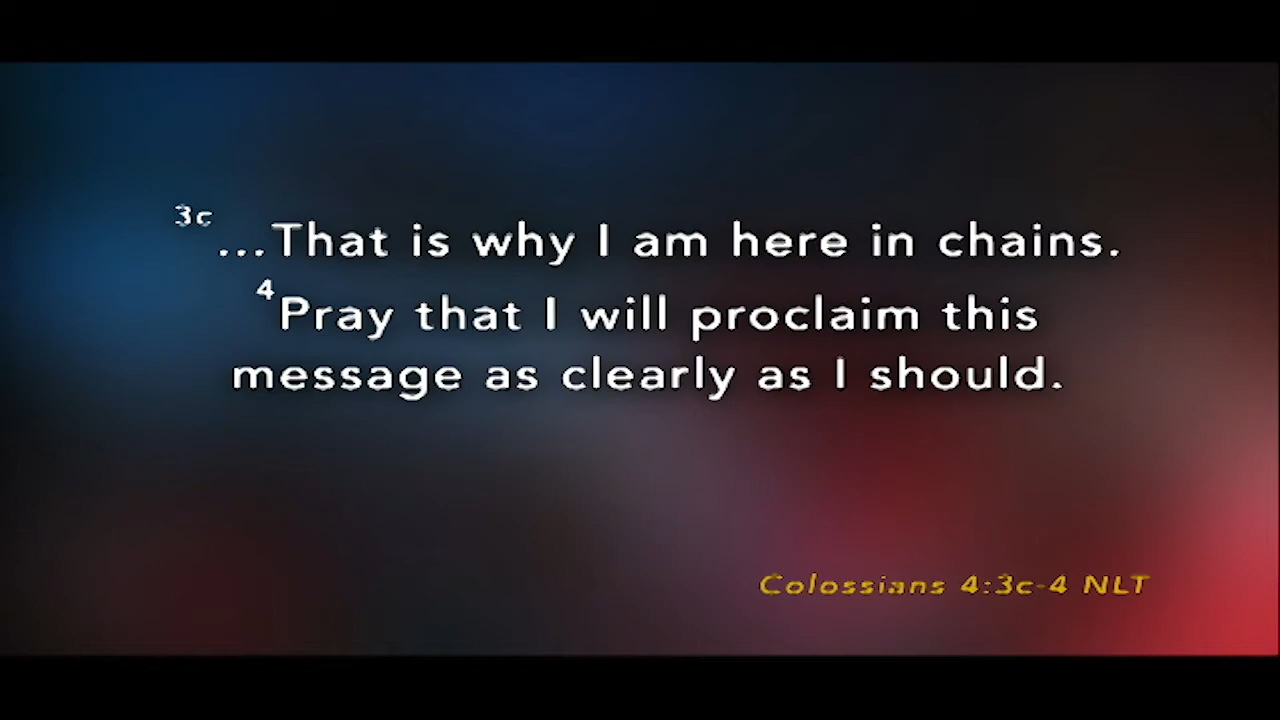 3c...That is why I am here in chains.
4Pray that I will proclaim this
message as clearly as I should.
Colossians 4:3c-4 NLT